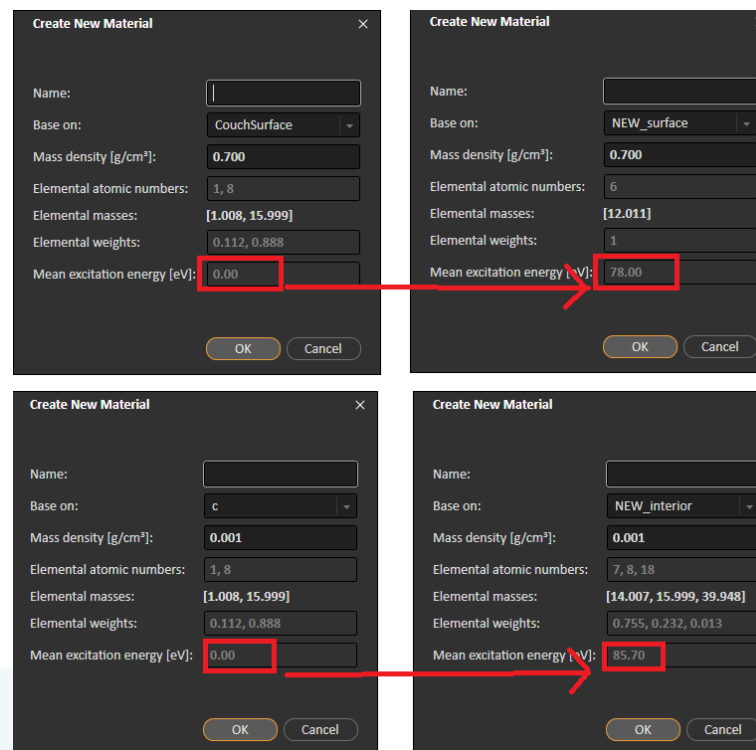 Create New Material ×
Name:
Base on: CouchSurface
Mass density [g/cm³]: 0.700
Elemental atomic numbers: 1, 8
Elemental masses: [1.008, 15.999]
Elemental weights: 0.112, 0.888
Mean excitation energy [eV]: 0.00
OK Cancel
Create New Material
Name:
Base on: NEW_surface
Mass density [g/cm³]: 0.700
Elemental atomic numbers: 6
Elemental masses: [12.011]
Elemental weights: 1
Mean excitation energy [eV]: 78.00
OK Cancel
Create New Material ×
Name:
Base on: c
Mass density [g/cm³]: 0.001
Elemental atomic numbers: 1, 8
Elemental masses: [1.008, 15.999]
Elemental weights: 0.112, 0.888
Mean excitation energy [eV]: 0.00
OK Cancel
Create New Material
Name:
Base on: NEW_interior
Mass density [g/cm³]: 0.001
Elemental atomic numbers: 7, 8, 18
Elemental masses: [14.007, 15.999, 39.948]
Elemental weights: 0.755, 0.232, 0.013
Mean excitation energy [eV]: 85.70
OK Cancel